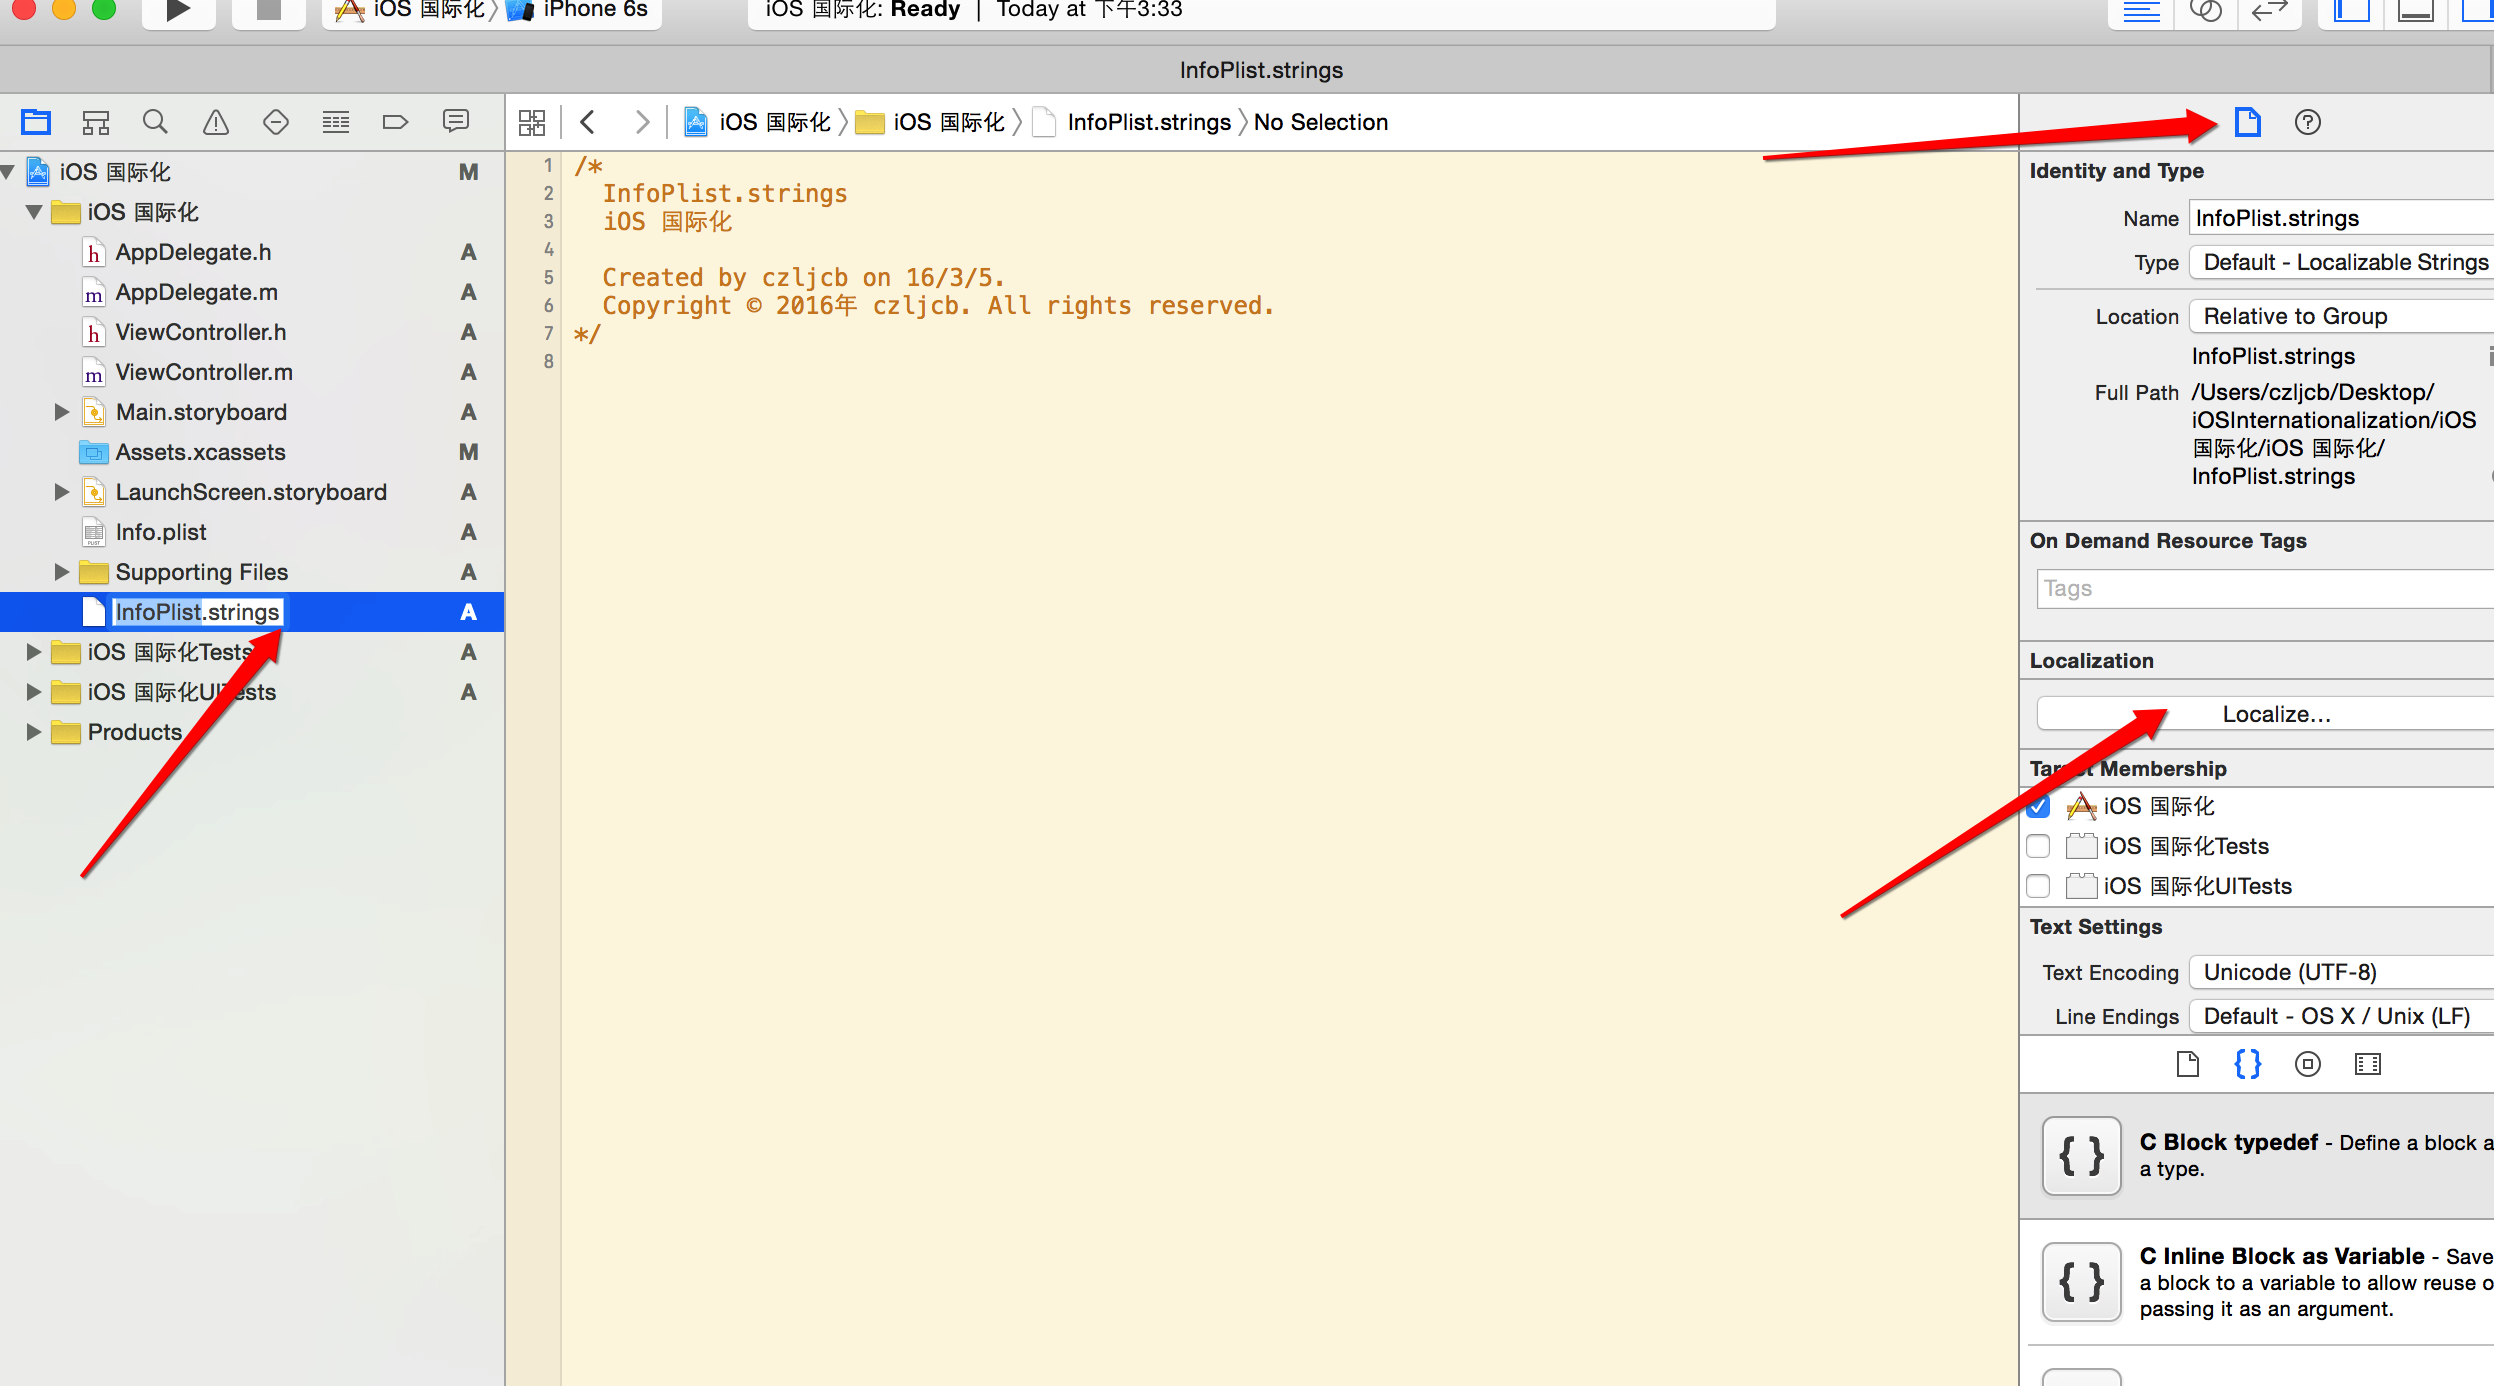 iOS 国际化 iPhone 6s
iOS 国际化: Ready | Today at 下午3:33
InfoPlist.strings
iOS 国际化 iOS 国际化 InfoPlist.strings No Selection
iOS 国际化 M
iOS 国际化
AppDelegate.h A
AppDelegate.m A
ViewController.h A
ViewController.m A
Main.storyboard A
Assets.xcassets M
LaunchScreen.storyboard A
Info.plist A
Supporting Files A
InfoPlist.strings A
iOS 国际化Tests A
iOS 国际化UITests A
Products
1 /*
2 InfoPlist.strings
3 iOS 国际化
4
5 Created by czljcb on 16/3/5.
6 Copyright © 2016年 czljcb. All rights reserved.
7 */
8
Identity and Type
Name InfoPlist.strings
Type Default - Localizable Strings
Location Relative to Group
InfoPlist.strings
Full Path /Users/czljcb/Desktop/
iOSInternationalization/iOS
国际化/iOS 国际化/
InfoPlist.strings
On Demand Resource Tags
Tags
Localization
Localize...
Target Membership
iOS 国际化
iOS 国际化Tests
iOS 国际化UITests
Text Settings
Text Encoding Unicode (UTF-8)
Line Endings Default - OS X / Unix (LF)
{ } C Block typedef - Define a block a
a type.
{ } C Inline Block as Variable - Save
a block to a variable to allow reuse o
passing it as an argument.